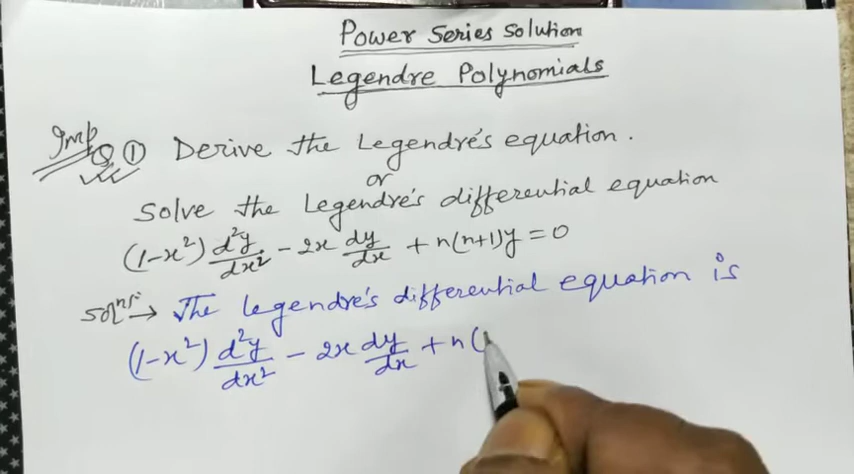 Power Series Solution
Legendre Polynomials
Imp Q ① Derive the Legendre's equation.
or
Solve the Legendre's differential equation
(1-x²) d²y/dx² - 2x dy/dx + n(n+1)y = 0
solⁿ: → The legendre's differential equation is
(1-x²) d²y/dx² - 2x dy/dx + n(